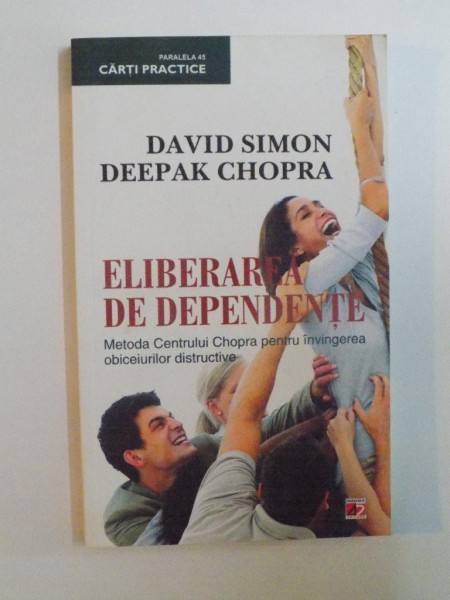 PARALELA 45
CĂRȚI PRACTICE
DAVID SIMON
DEEPAK CHOPRA
ELIBERAREA
DE DEPENDENȚE
Metoda Centrului Chopra pentru învingerea
obiceiurilor distructive